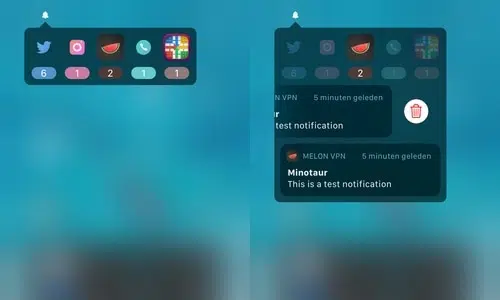 6 1 2 1 1
6 1 2 1 1
N VPN 5 minuten geleden
ur
test notification
MELON VPN 5 minuten geleden
Minotaur
This is a test notification